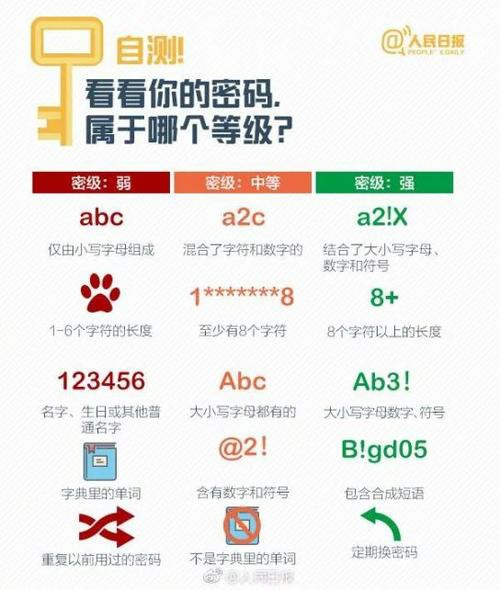 自测!
@人民日报
PEOPLE'S DAILY
看看你的密码,
属于哪个等级?
密级：弱
密级：中等
密级：强
abc
a2c
a2!X
仅由小写字母组成
混合了字符和数字的
结合了大小写字母、
数字和符号
1*******8
8+
1-6个字符的长度
至少有8个字符
8个字符以上的长度
123456
Abc
Ab3!
名字、生日或其他普
通名字
大小写字母都有的
大小写字母数字、符号
@2!
B!gd05
字典里的单词
含有数字和符号
包含合成短语
重复以前用过的密码
不是字典里的单词
定期换密码
@人民日报